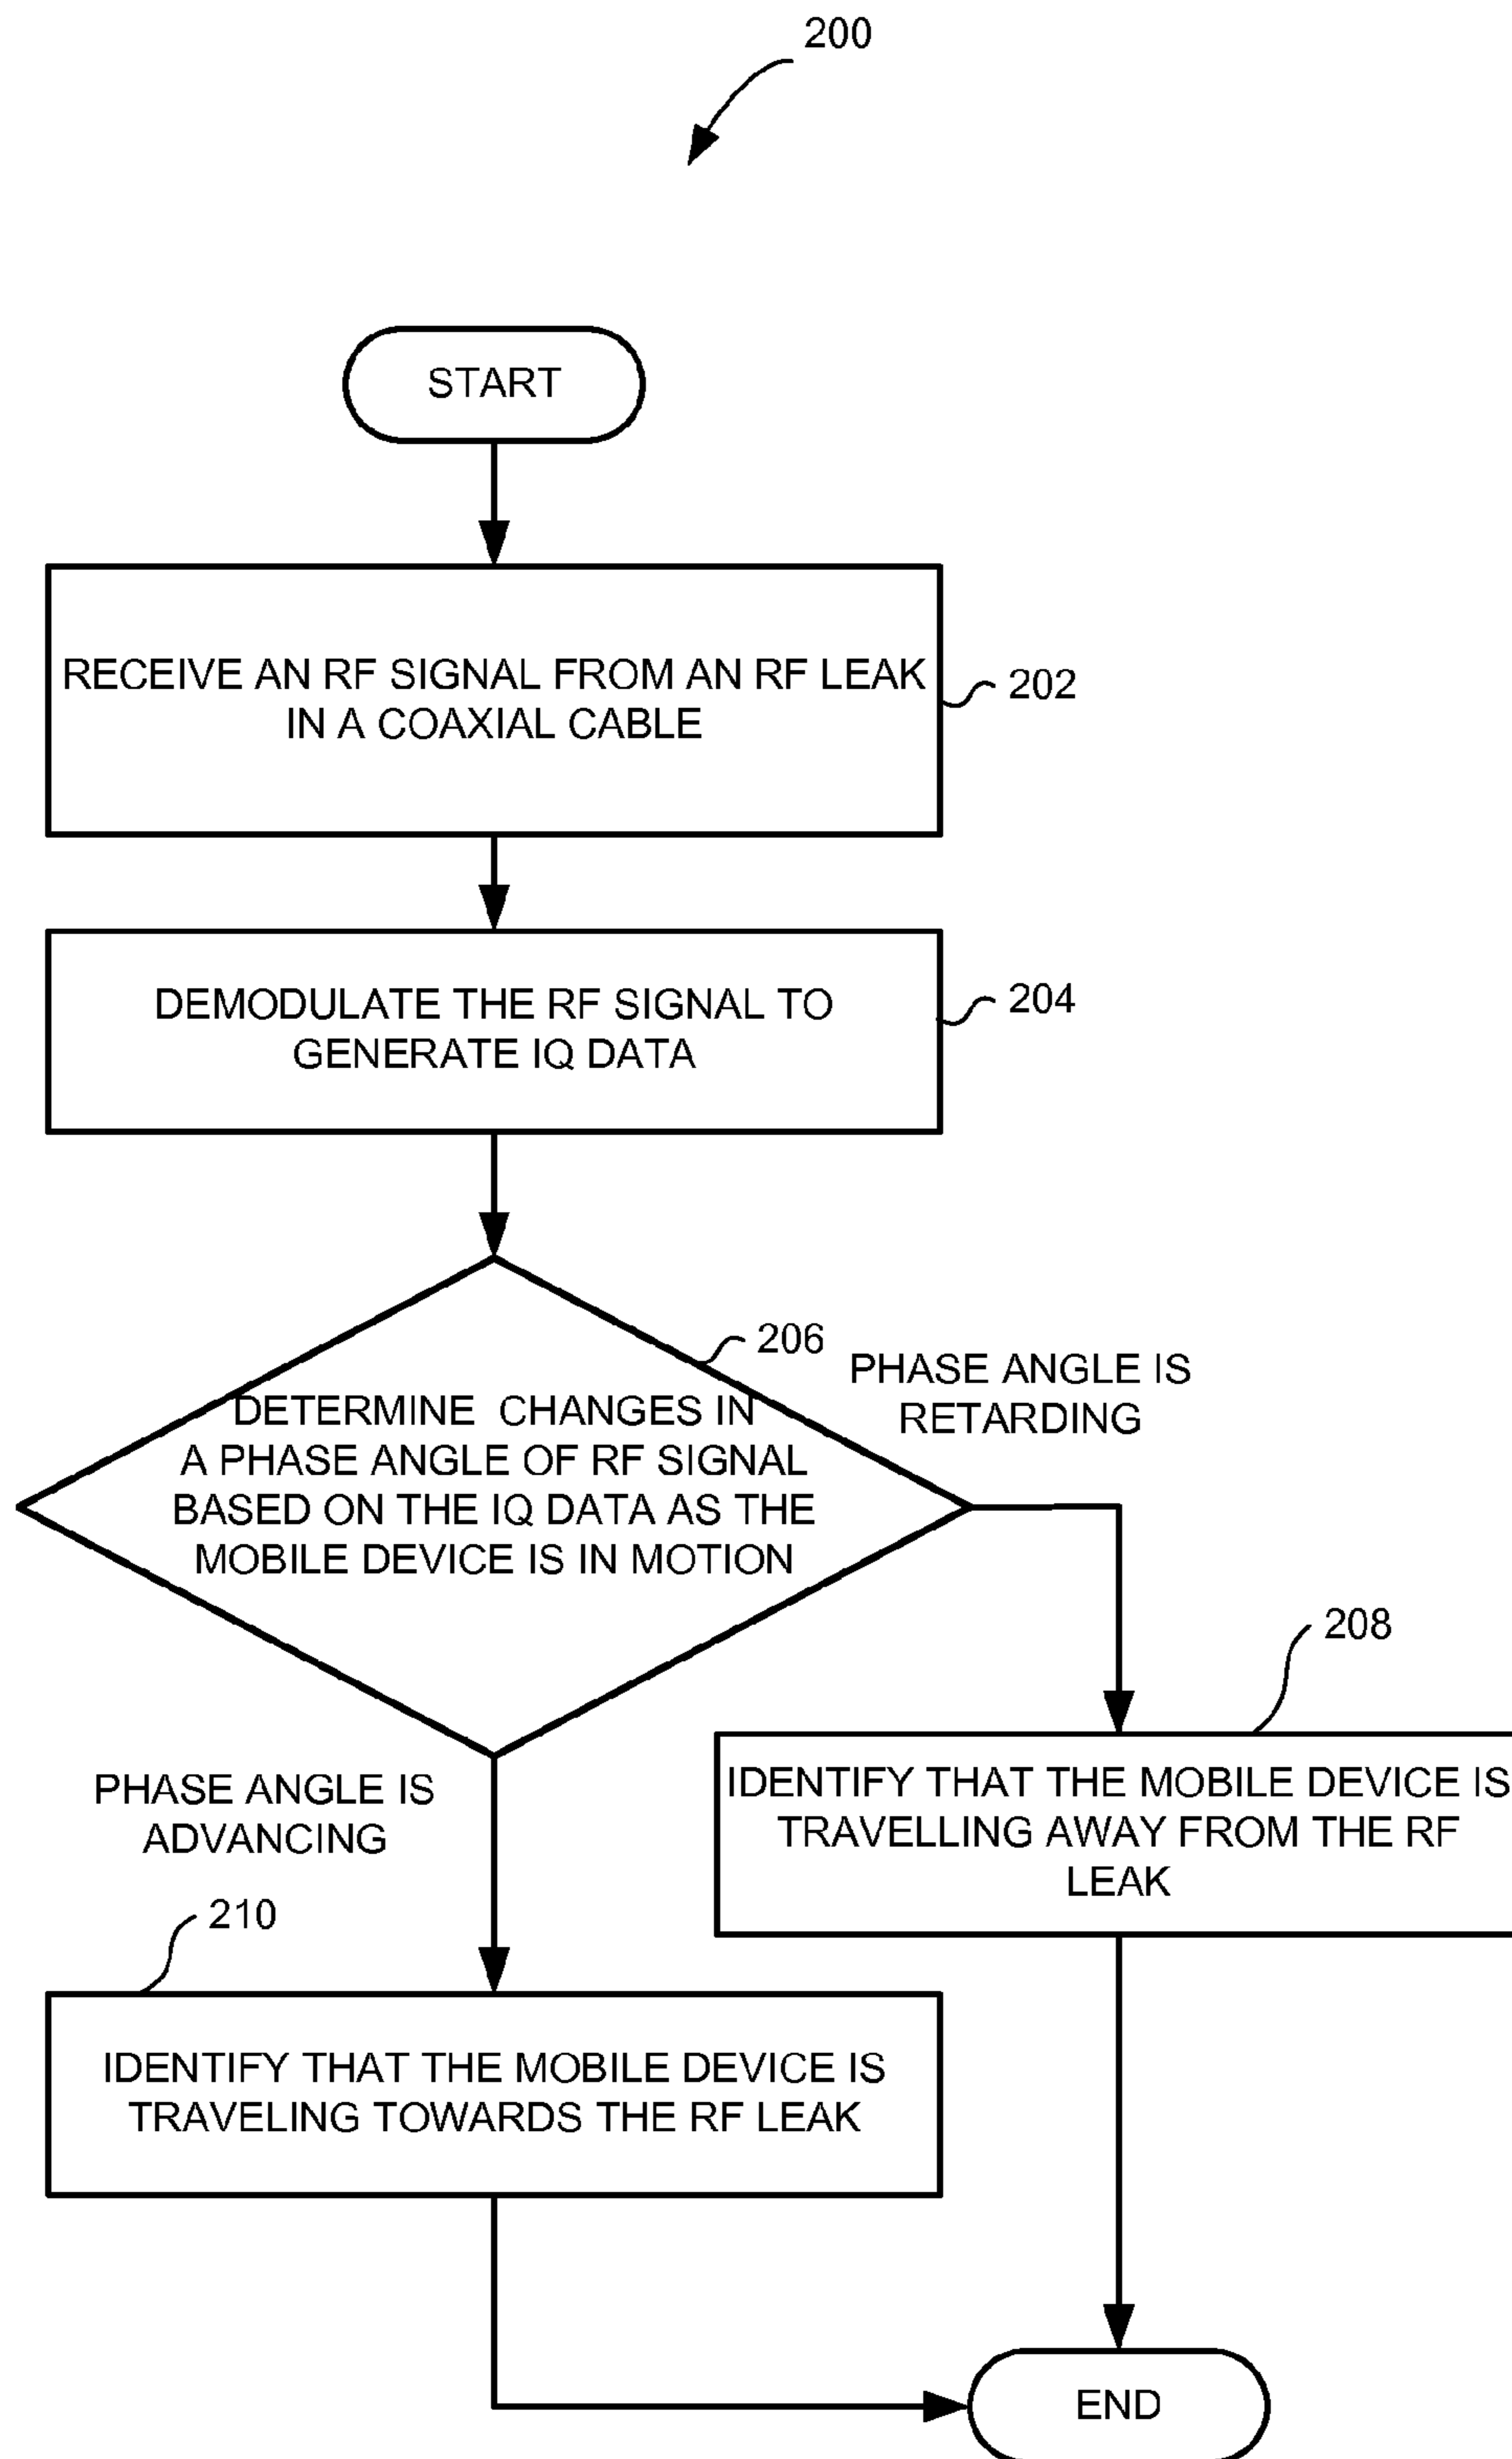 200
START
RECEIVE AN RF SIGNAL FROM AN RF LEAK
IN A COAXIAL CABLE
202
DEMODULATE THE RF SIGNAL TO
GENERATE IQ DATA
204
206
DETERMINE CHANGES IN
A PHASE ANGLE OF RF SIGNAL
BASED ON THE IQ DATA AS THE
MOBILE DEVICE IS IN MOTION
PHASE ANGLE IS
RETARDING
208
IDENTIFY THAT THE MOBILE DEVICE IS
TRAVELLING AWAY FROM THE RF
LEAK
PHASE ANGLE IS
ADVANCING
210
IDENTIFY THAT THE MOBILE DEVICE IS
TRAVELING TOWARDS THE RF LEAK
END